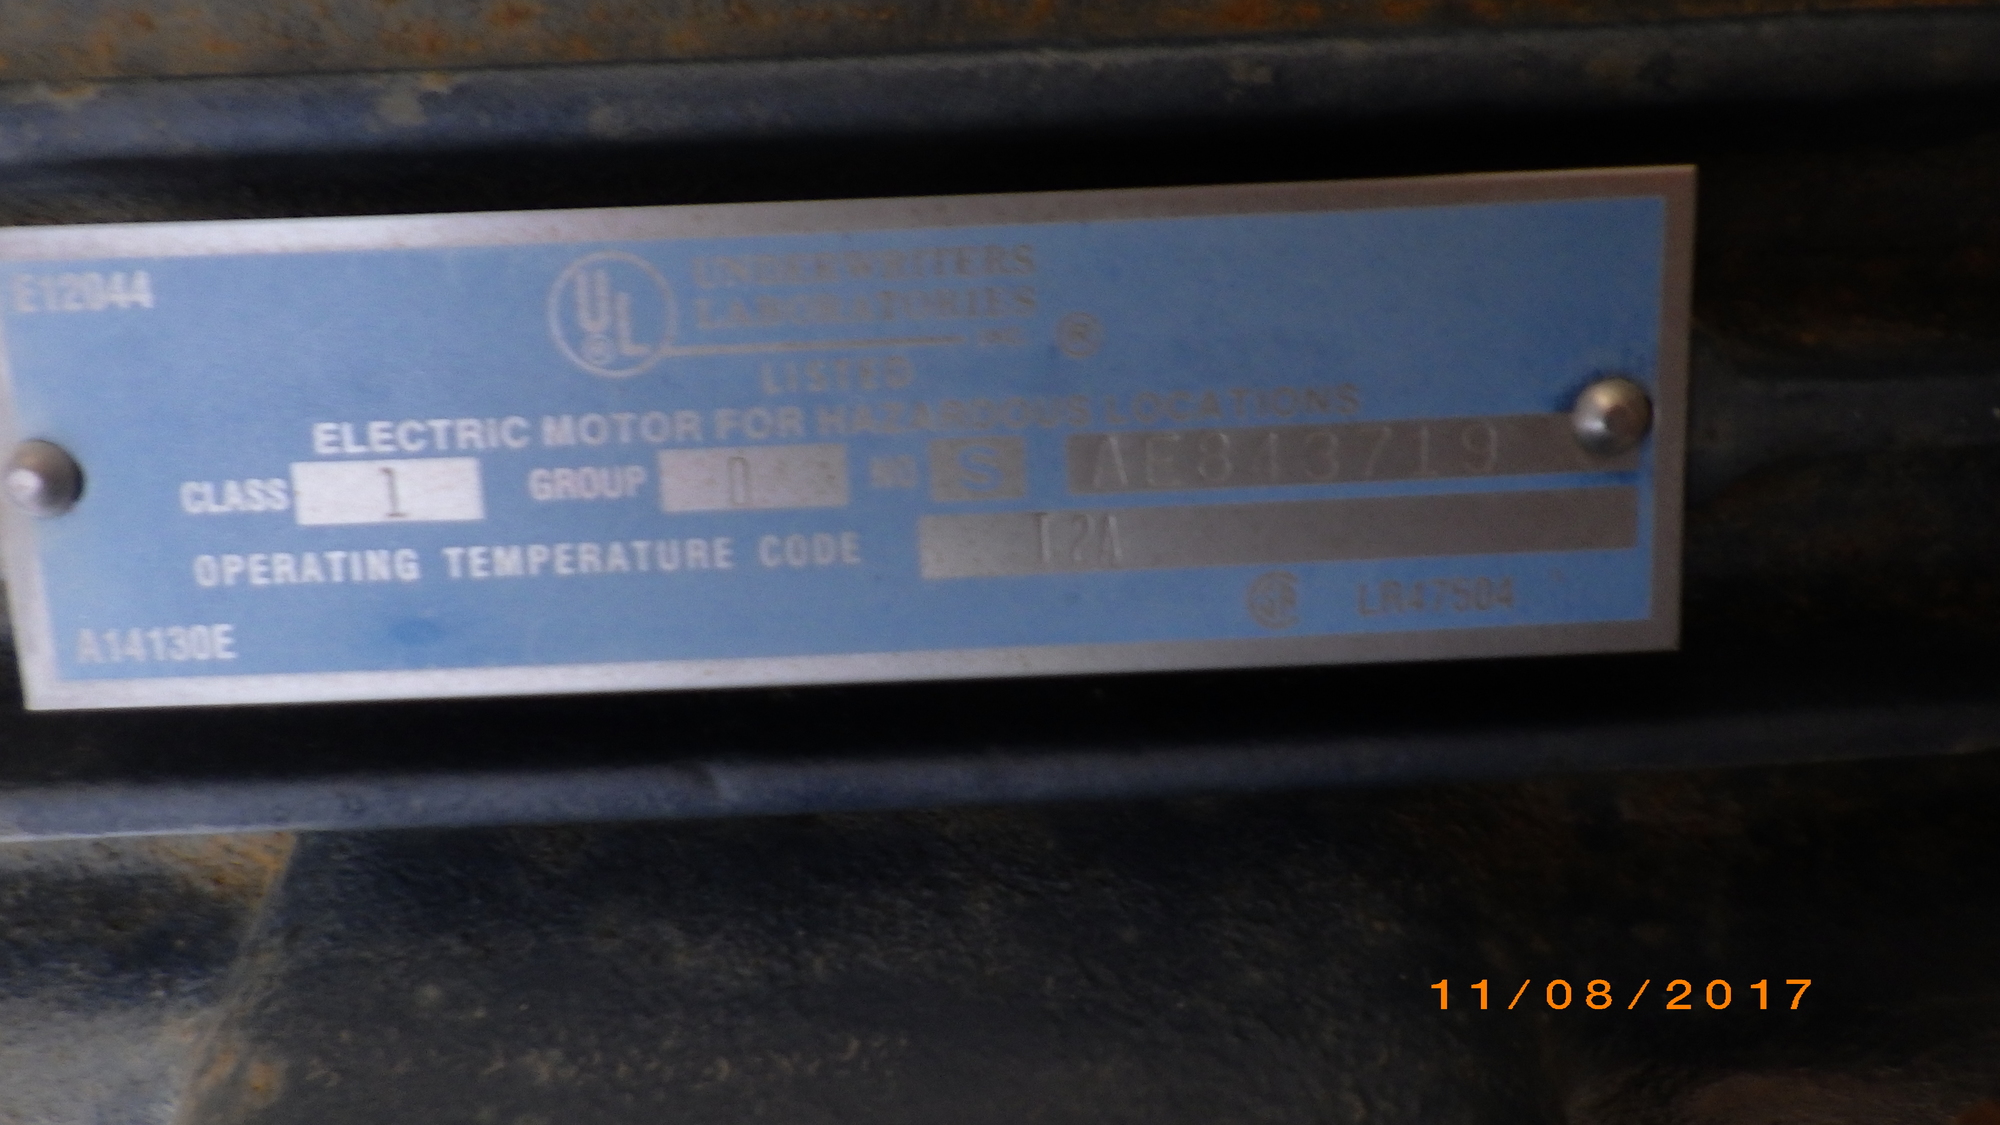 E12044
UL
UNDERWRITERS
LABORATORIES
INC. ®
LISTED
ELECTRIC MOTOR FOR HAZARDOUS LOCATIONS
CLASS 1 GROUP D NO S AE843719
OPERATING TEMPERATURE CODE T2A
LR47504
A14130E
11/08/2017